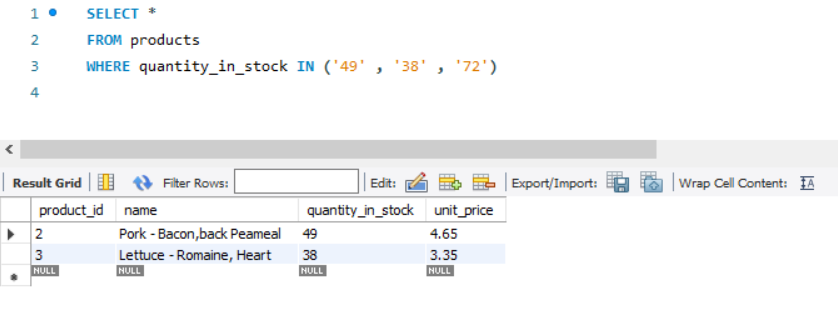 1 SELECT *
2 FROM products
3 WHERE quantity_in_stock IN ('49' , '38' , '72')
4
Result Grid Filter Rows: Edit: Export/Import: Wrap Cell Content: IA
product_id name quantity_in_stock unit_price
2 Pork - Bacon,back Peameal 49 4.65
3 Lettuce - Romaine, Heart 38 3.35
NULL NULL NULL NULL